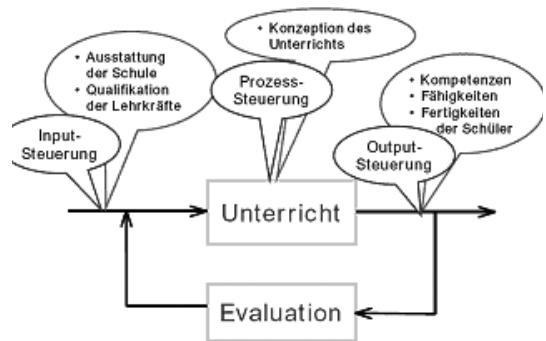 • Ausstattung
der Schule
• Qualifikation
der Lehrkräfte
Input-
Steuerung
• Konzeption des
Unterrichts
Prozess-
Steuerung
• Kompetenzen
• Fähigkeiten
• Fertigkeiten
der Schüler
Output-
Steuerung
Unterricht
Evaluation